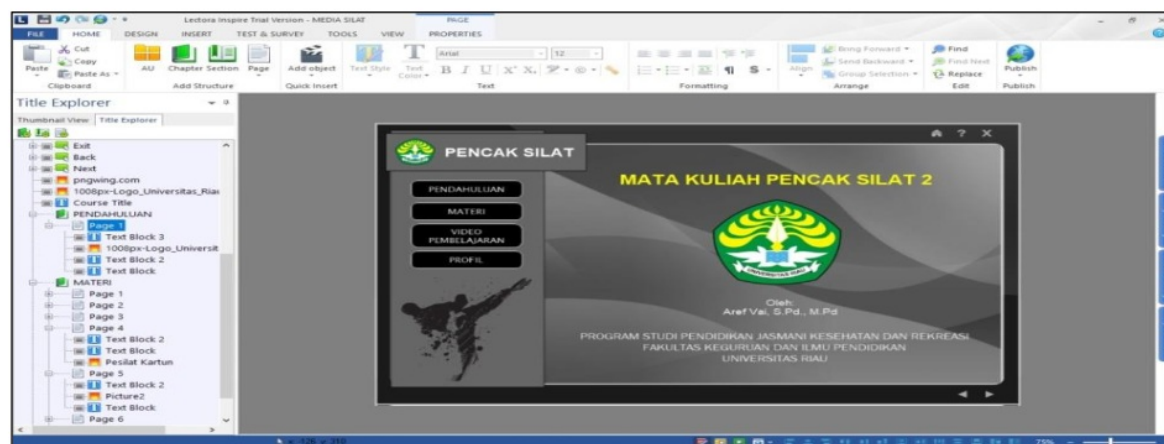 Lectora Inspire Trial Version - MEDIA SILAT
PAGE
FILE HOME DESIGN INSERT TEST & SURVEY TOOLS VIEW PROPERTIES
Paste
Cut
Copy
Paste As
Clipboard
AU
Chapter
Section
Page
Add Structure
Add object
Quick Insert
Text Style
Text Color
Arial
12
B I U X² X₂
Text
Formatting
Align
Bring Forward
Send Backward
Group Selection
Arrange
Find
Find Next
Replace
Edit
Publish
Publish
Title Explorer
Thumbnail View Title Explorer
Exit
Back
Next
pngwing.com
1008px-Logo_Universitas_Riau
Course Title
PENDAHULUAN
Page 1
Text Block 3
1008px-Logo_Universit
Text Block 2
Text Block
MATERI
Page 1
Page 2
Page 3
Page 4
Text Block 2
Text Block
Pesilat Kartun
Page 5
Text Block 2
Picture2
Text Block
Page 6
PENCAK SILAT
PENDAHULUAN
MATERI
VIDEO
PEMBELAJARAN
PROFIL
MATA KULIAH PENCAK SILAT 2
UNIVERSITAS RIAU
Oleh:
Aref Vai, S.Pd., M.Pd
PROGRAM STUDI PENDIDIKAN JASMANI KESEHATAN DAN REKREASI
FAKULTAS KEGURUAN DAN ILMU PENDIDIKAN
UNIVERSITAS RIAU
75%